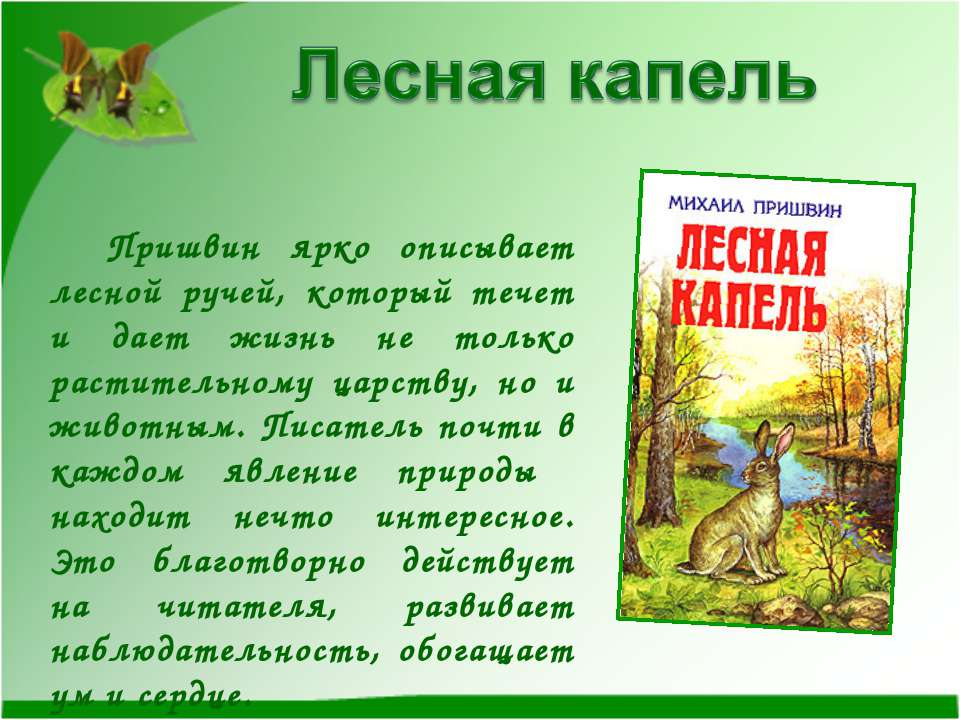 Лесная капель
Пришвин ярко описывает
лесной ручей, который течет
и дает жизнь не только
растительному царству, но и
животным. Писатель почти в
каждом явление природы
находит нечто интересное.
Это благотворно действует
на читателя, развивает
наблюдательность, обогащает
ум и сердце.
МИХАИЛ ПРИШВИН
ЛЕСНАЯ
КАПЕЛЬ